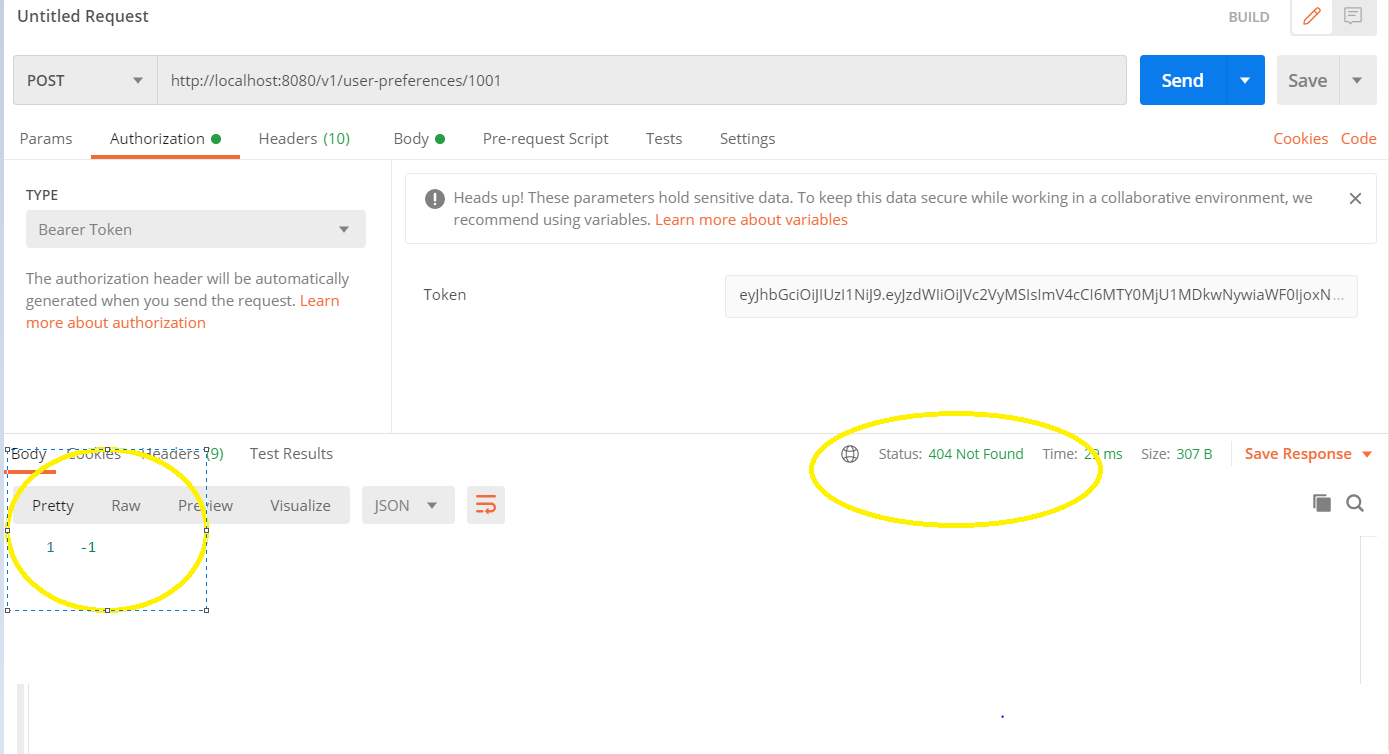 Untitled Request
BUILD
POST
http://localhost:8080/v1/user-preferences/1001
Send
Save
Params
Authorization
Headers (10)
Body
Pre-request Script
Tests
Settings
Cookies
Code
TYPE
Bearer Token
The authorization header will be automatically
generated when you send the request. Learn
more about authorization
Heads up! These parameters hold sensitive data. To keep this data secure while working in a collaborative environment, we
recommend using variables. Learn more about variables
Token
eyJhbGciOiJIUzI1NiJ9.eyJzdWIiOiJVc2VyMSIsImV4cCI6MTY0MjU1MDkwNywiaWF0IjoxN...
Body
Cookies
Headers (9)
Test Results
Status: 404 Not Found
Time: 29 ms
Size: 307 B
Save Response
Pretty
Raw
Preview
Visualize
JSON
1 -1